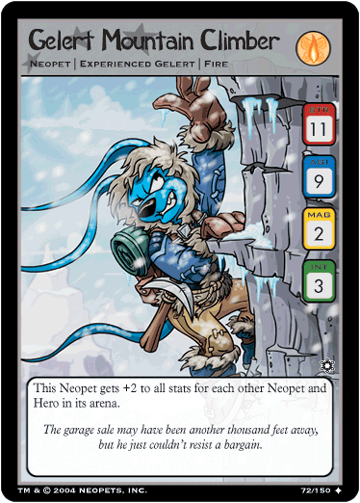 Gelert Mountain Climber
Neopet | Experienced Gelert | Fire
STR
11
AGI
9
MAG
2
INT
3
This Neopet gets +2 to all stats for each other Neopet and
Hero in its arena.
The garage sale may have been another thousand feet away,
but he just couldn't resist a bargain.
TM & © 2004 NEOPETS, INC.
72/150